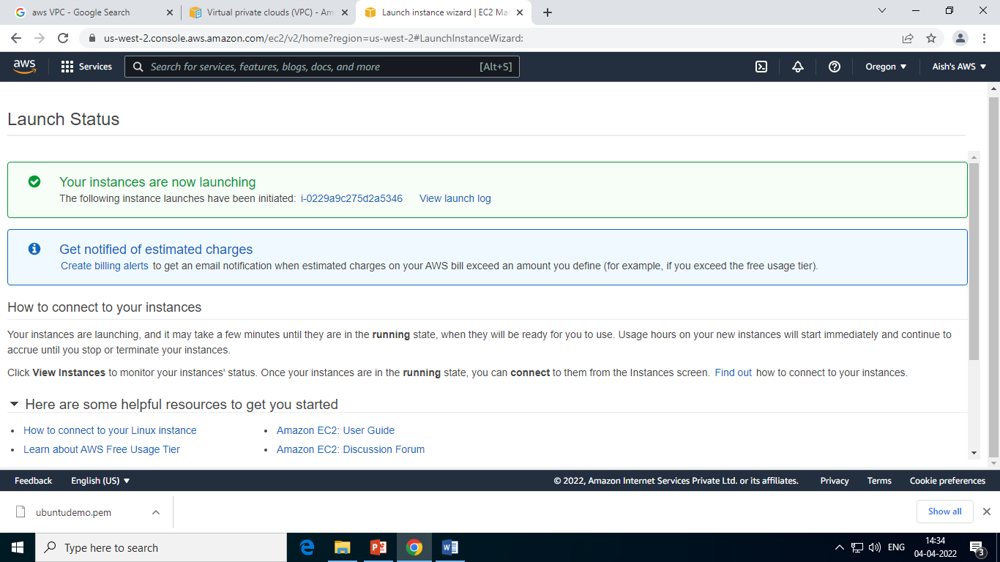 aws VPC - Google Search
Virtual private clouds (VPC) - Am
Launch instance wizard | EC2 Ma
us-west-2.console.aws.amazon.com/ec2/v2/home?region=us-west-2#LaunchInstanceWizard:
aws
Services
Search for services, features, blogs, docs, and more
[Alt+S]
Oregon
Aish's AWS
Launch Status
Your instances are now launching
The following instance launches have been initiated: i-0229a9c275d2a5346 View launch log
Get notified of estimated charges
Create billing alerts to get an email notification when estimated charges on your AWS bill exceed an amount you define (for example, if you exceed the free usage tier).
How to connect to your instances
Your instances are launching, and it may take a few minutes until they are in the running state, when they will be ready for you to use. Usage hours on your new instances will start immediately and continue to
accrue until you stop or terminate your instances.
Click View Instances to monitor your instances' status. Once your instances are in the running state, you can connect to them from the Instances screen. Find out how to connect to your instances.
Here are some helpful resources to get you started
• How to connect to your Linux instance
• Amazon EC2: User Guide
• Learn about AWS Free Usage Tier
• Amazon EC2: Discussion Forum
Feedback
English (US)
© 2022, Amazon Internet Services Private Ltd. or its affiliates.
Privacy
Terms
Cookie preferences
ubuntudemo.pem
Show all
Type here to search
ENG
14:34
04-04-2022
3